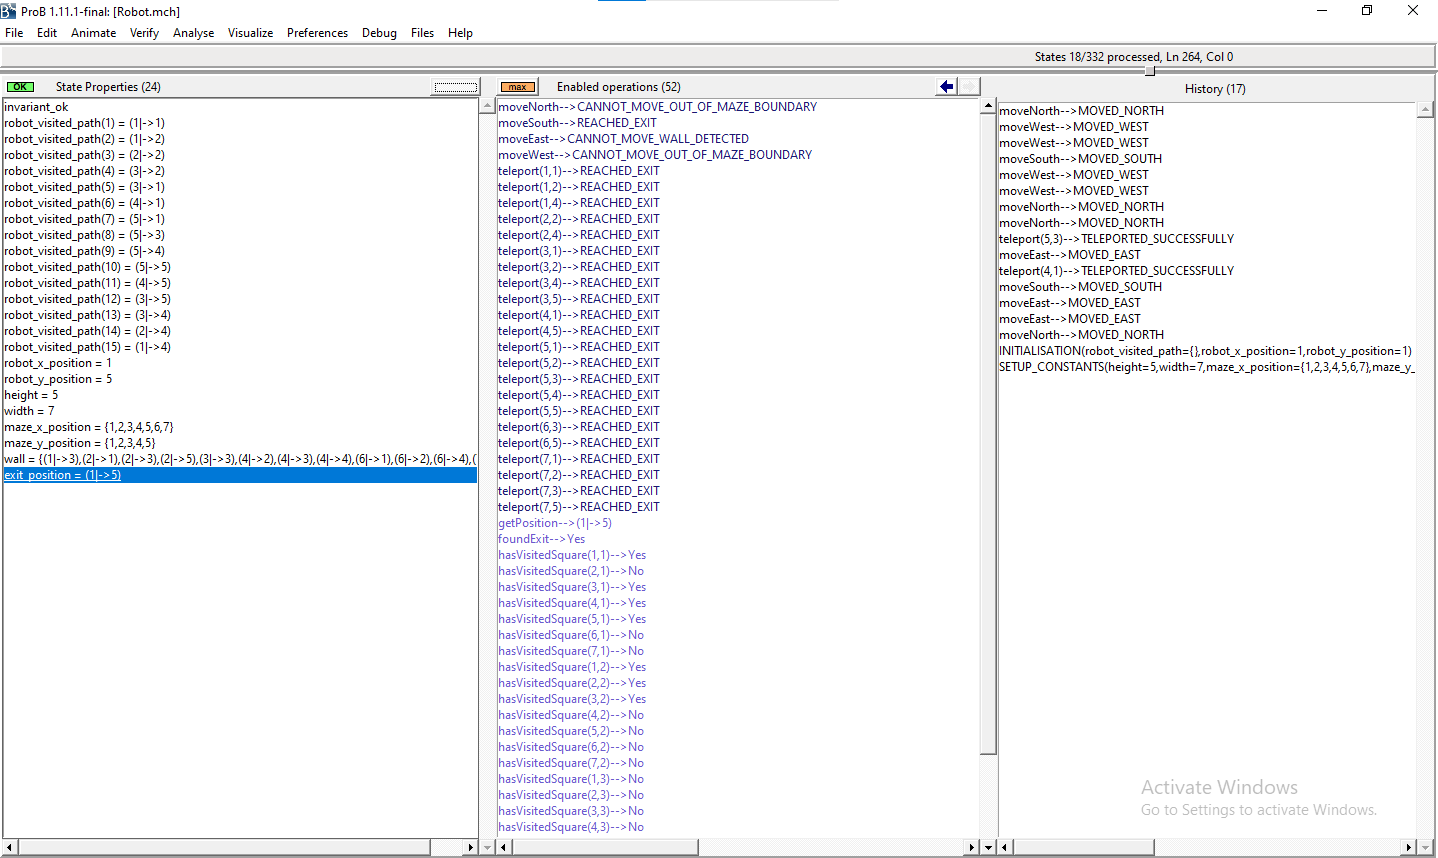 ProB 1.11.1-final: [Robot.mch]
File Edit Animate Verify Analyse Visualize Preferences Debug Files Help
States 18/332 processed, Ln 264, Col 0
OK State Properties (24)
invariant_ok
robot_visited_path(1) = (1|->1)
robot_visited_path(2) = (1|->2)
robot_visited_path(3) = (2|->2)
robot_visited_path(4) = (3|->2)
robot_visited_path(5) = (3|->1)
robot_visited_path(6) = (4|->1)
robot_visited_path(7) = (5|->1)
robot_visited_path(8) = (5|->3)
robot_visited_path(9) = (5|->4)
robot_visited_path(10) = (5|->5)
robot_visited_path(11) = (4|->5)
robot_visited_path(12) = (3|->5)
robot_visited_path(13) = (3|->4)
robot_visited_path(14) = (2|->4)
robot_visited_path(15) = (1|->4)
robot_x_position = 1
robot_y_position = 5
height = 5
width = 7
maze_x_position = {1,2,3,4,5,6,7}
maze_y_position = {1,2,3,4,5}
wall = {(1|->3),(2|->1),(2|->3),(2|->5),(3|->3),(4|->2),(4|->3),(4|->4),(6|->1),(6|->2),(6|->4),(
exit_position = (1|->5)
max Enabled operations (52)
moveNorth-->CANNOT_MOVE_OUT_OF_MAZE_BOUNDARY
moveSouth-->REACHED_EXIT
moveEast-->CANNOT_MOVE_WALL_DETECTED
moveWest-->CANNOT_MOVE_OUT_OF_MAZE_BOUNDARY
teleport(1,1)-->REACHED_EXIT
teleport(1,2)-->REACHED_EXIT
teleport(1,4)-->REACHED_EXIT
teleport(2,2)-->REACHED_EXIT
teleport(2,4)-->REACHED_EXIT
teleport(3,1)-->REACHED_EXIT
teleport(3,2)-->REACHED_EXIT
teleport(3,4)-->REACHED_EXIT
teleport(3,5)-->REACHED_EXIT
teleport(4,1)-->REACHED_EXIT
teleport(4,5)-->REACHED_EXIT
teleport(5,1)-->REACHED_EXIT
teleport(5,2)-->REACHED_EXIT
teleport(5,3)-->REACHED_EXIT
teleport(5,4)-->REACHED_EXIT
teleport(5,5)-->REACHED_EXIT
teleport(6,3)-->REACHED_EXIT
teleport(6,5)-->REACHED_EXIT
teleport(7,1)-->REACHED_EXIT
teleport(7,2)-->REACHED_EXIT
teleport(7,3)-->REACHED_EXIT
teleport(7,5)-->REACHED_EXIT
getPosition-->(1|->5)
foundExit-->Yes
hasVisitedSquare(1,1)-->Yes
hasVisitedSquare(2,1)-->No
hasVisitedSquare(3,1)-->Yes
hasVisitedSquare(4,1)-->Yes
hasVisitedSquare(5,1)-->Yes
hasVisitedSquare(6,1)-->No
hasVisitedSquare(7,1)-->No
hasVisitedSquare(1,2)-->Yes
hasVisitedSquare(2,2)-->Yes
hasVisitedSquare(3,2)-->Yes
hasVisitedSquare(4,2)-->No
hasVisitedSquare(5,2)-->No
hasVisitedSquare(6,2)-->No
hasVisitedSquare(7,2)-->No
hasVisitedSquare(1,3)-->No
hasVisitedSquare(2,3)-->No
hasVisitedSquare(3,3)-->No
hasVisitedSquare(4,3)-->No
History (17)
moveNorth-->MOVED_NORTH
moveWest-->MOVED_WEST
moveWest-->MOVED_WEST
moveSouth-->MOVED_SOUTH
moveWest-->MOVED_WEST
moveWest-->MOVED_WEST
moveNorth-->MOVED_NORTH
moveNorth-->MOVED_NORTH
teleport(5,3)-->TELEPORTED_SUCCESSFULLY
moveEast-->MOVED_EAST
teleport(4,1)-->TELEPORTED_SUCCESSFULLY
moveSouth-->MOVED_SOUTH
moveEast-->MOVED_EAST
moveEast-->MOVED_EAST
moveNorth-->MOVED_NORTH
INITIALISATION(robot_visited_path={},robot_x_position=1,robot_y_position=1)
SETUP_CONSTANTS(height=5,width=7,maze_x_position={1,2,3,4,5,6,7},maze_y_
Activate Windows
Go to Settings to activate Windows.